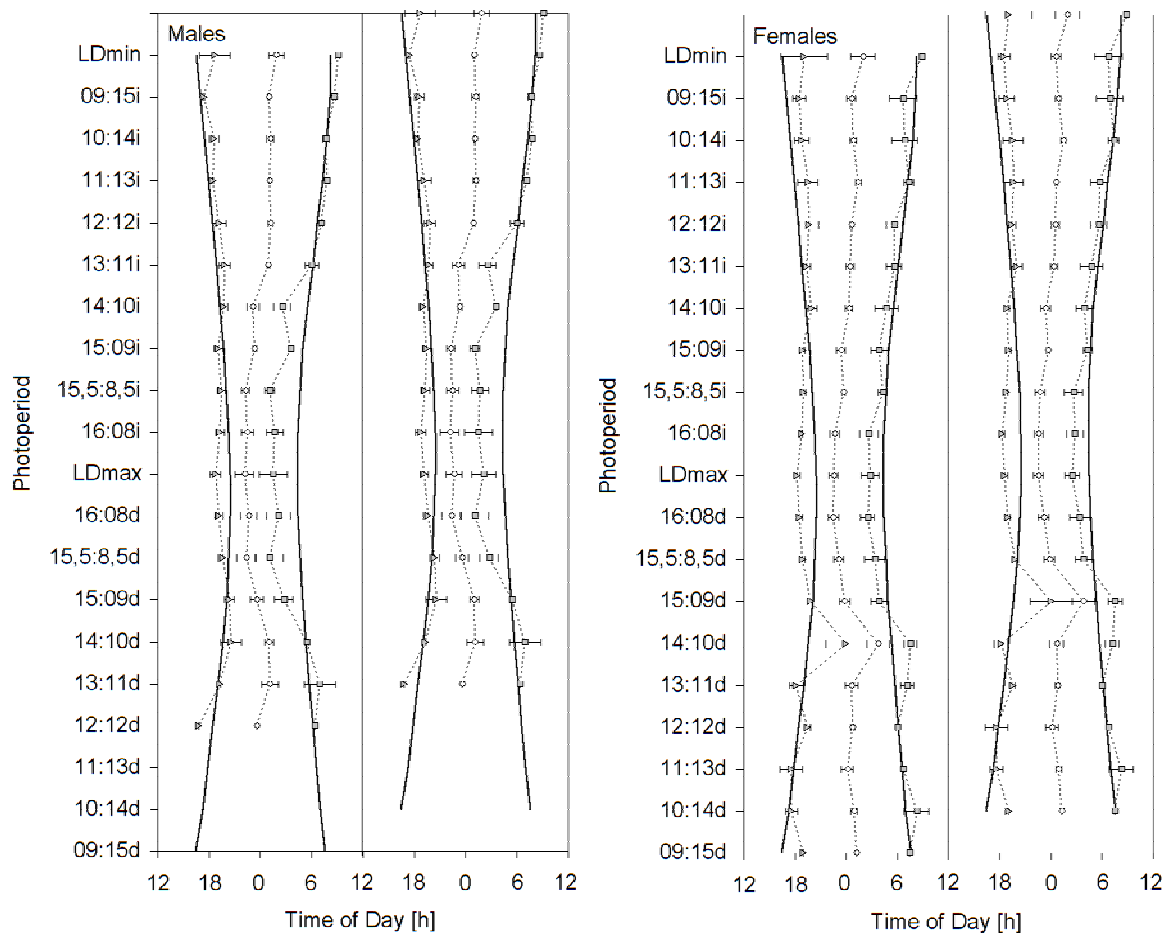 Males
Photoperiod
LDmin
09:15i
10:14i
11:13i
12:12i
13:11i
14:10i
15:09i
15,5:8,5i
16:08i
LDmax
16:08d
15,5:8,5d
15:09d
14:10d
13:11d
12:12d
11:13d
10:14d
09:15d
12 18 0 6 12 18 0 6 12
Time of Day [h]
Females
Photoperiod
LDmin
09:15i
10:14i
11:13i
12:12i
13:11i
14:10i
15:09i
15,5:8,5i
16:08i
LDmax
16:08d
15,5:8,5d
15:09d
14:10d
13:11d
12:12d
11:13d
10:14d
09:15d
12 18 0 6 12 18 0 6 12
Time of Day [h]